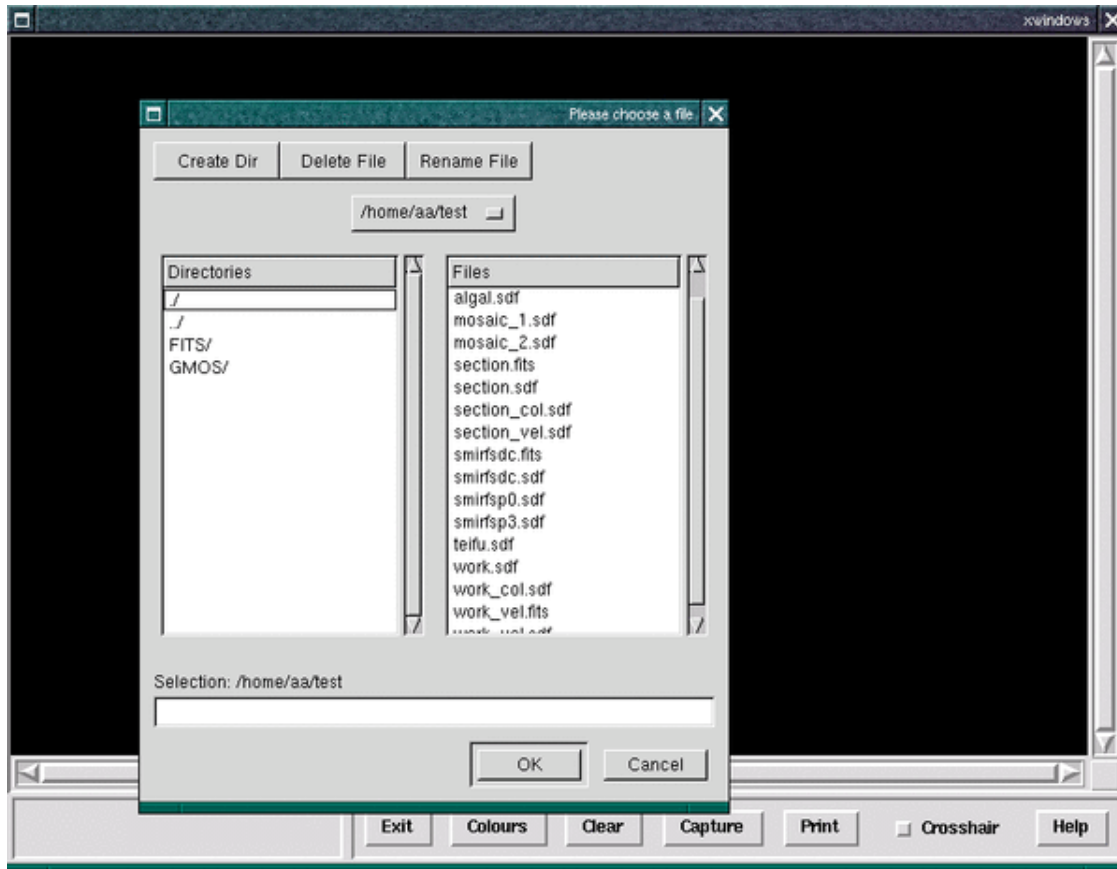 xwindows
Please choose a file
Create Dir Delete File Rename File
/home/aa/test
Directories
./
../
FITS/
GMOS/
Files
algal.sdf
mosaic_1.sdf
mosaic_2.sdf
section.fits
section.sdf
section_col.sdf
section_vel.sdf
smirfsdc.fits
smirfsdc.sdf
smirfsp0.sdf
smirfsp3.sdf
teifu.sdf
work.sdf
work_col.sdf
work_vel.fits
work_vel.sdf
Selection: /home/aa/test
OK Cancel
Exit Colours Clear Capture Print Crosshair Help